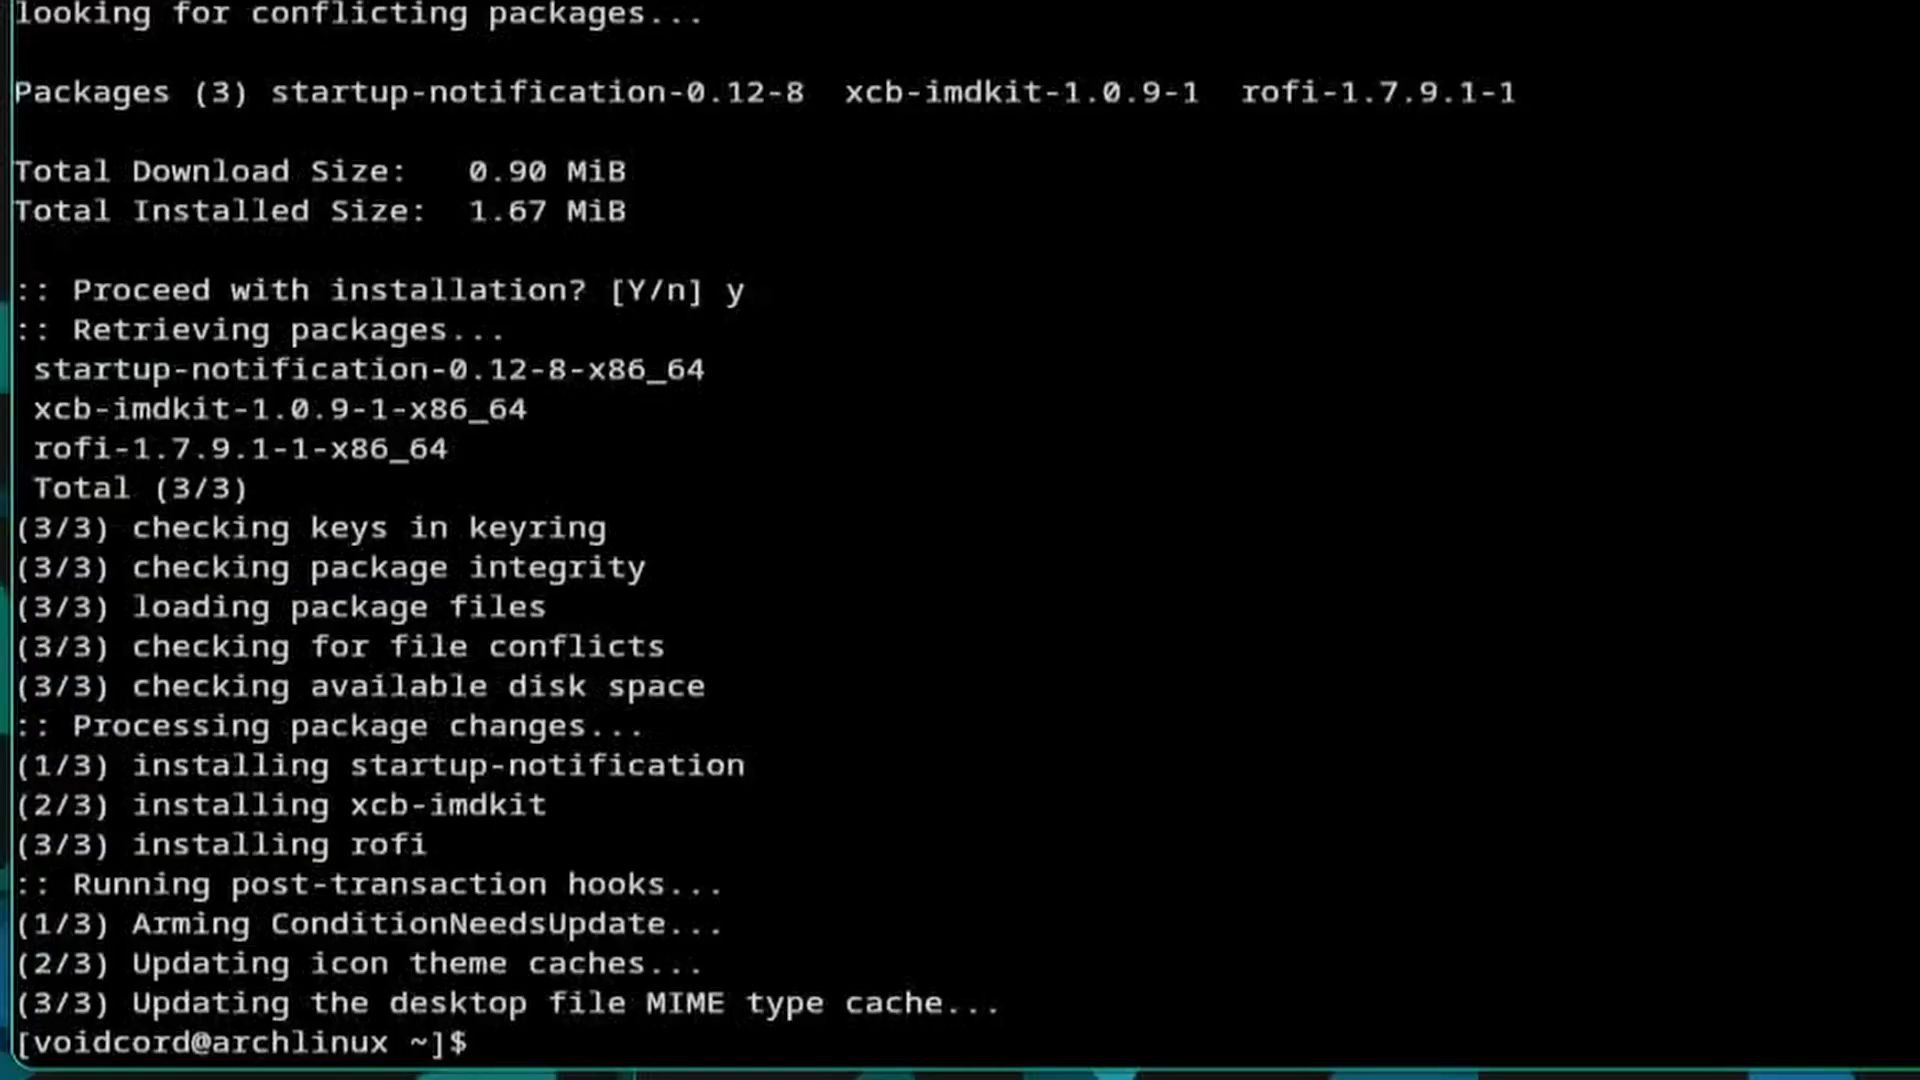 looking for conflicting packages...
Packages (3) startup-notification-0.12-8  xcb-imdkit-1.0.9-1  rofi-1.7.9.1-1
Total Download Size:   0.90 MiB
Total Installed Size:  1.67 MiB
:: Proceed with installation? [Y/n] y
:: Retrieving packages...
 startup-notification-0.12-8-x86_64
 xcb-imdkit-1.0.9-1-x86_64
 rofi-1.7.9.1-1-x86_64
 Total (3/3)
(3/3) checking keys in keyring
(3/3) checking package integrity
(3/3) loading package files
(3/3) checking for file conflicts
(3/3) checking available disk space
:: Processing package changes...
(1/3) installing startup-notification
(2/3) installing xcb-imdkit
(3/3) installing rofi
:: Running post-transaction hooks...
(1/3) Arming ConditionNeedsUpdate...
(2/3) Updating icon theme caches...
(3/3) Updating the desktop file MIME type cache...
[voidcord@archlinux ~]$